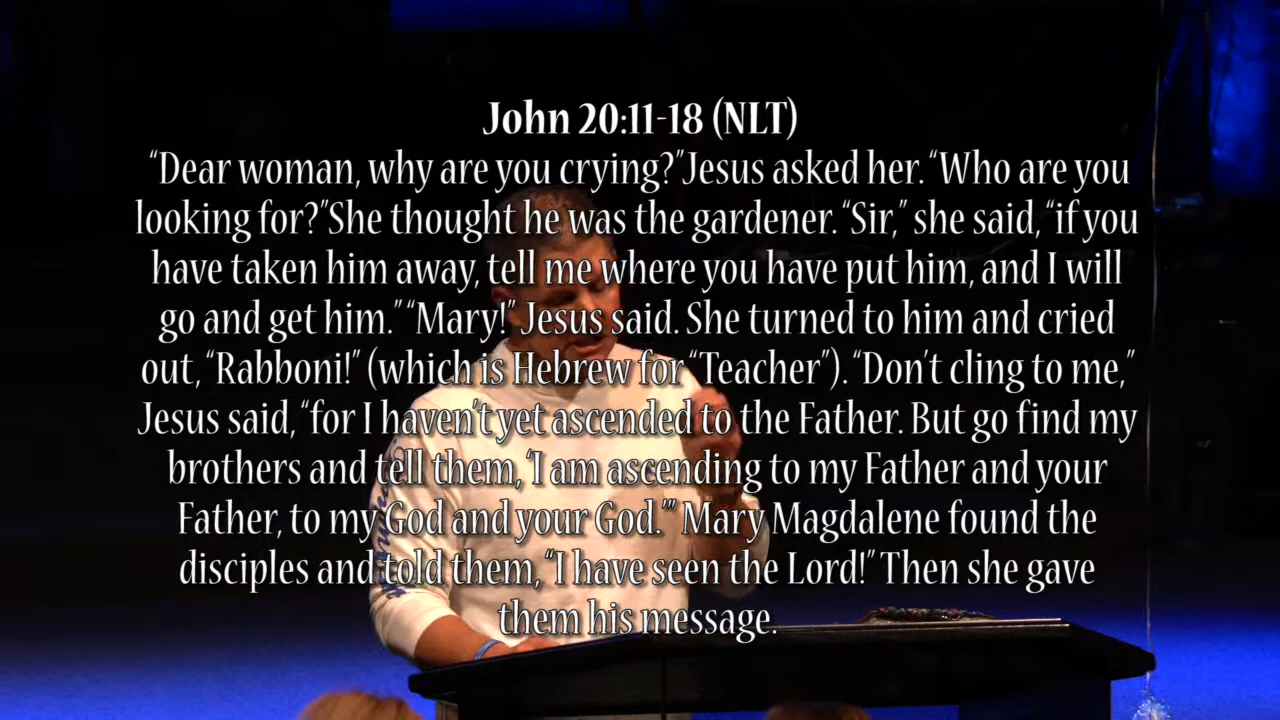 John 20:11-18 (NLT)
“Dear woman, why are you crying?”Jesus asked her. “Who are you
looking for?”She thought he was the gardener. “Sir,” she said, “if you
have taken him away, tell me where you have put him, and I will
go and get him.” “Mary!” Jesus said. She turned to him and cried
out, “Rabboni!” (which is Hebrew for “Teacher”). “Don’t cling to me,”
Jesus said, “for I haven’t yet ascended to the Father. But go find my
brothers and tell them, ‘I am ascending to my Father and your
Father, to my God and your God.’” Mary Magdalene found the
disciples and told them, “I have seen the Lord!” Then she gave
them his message.